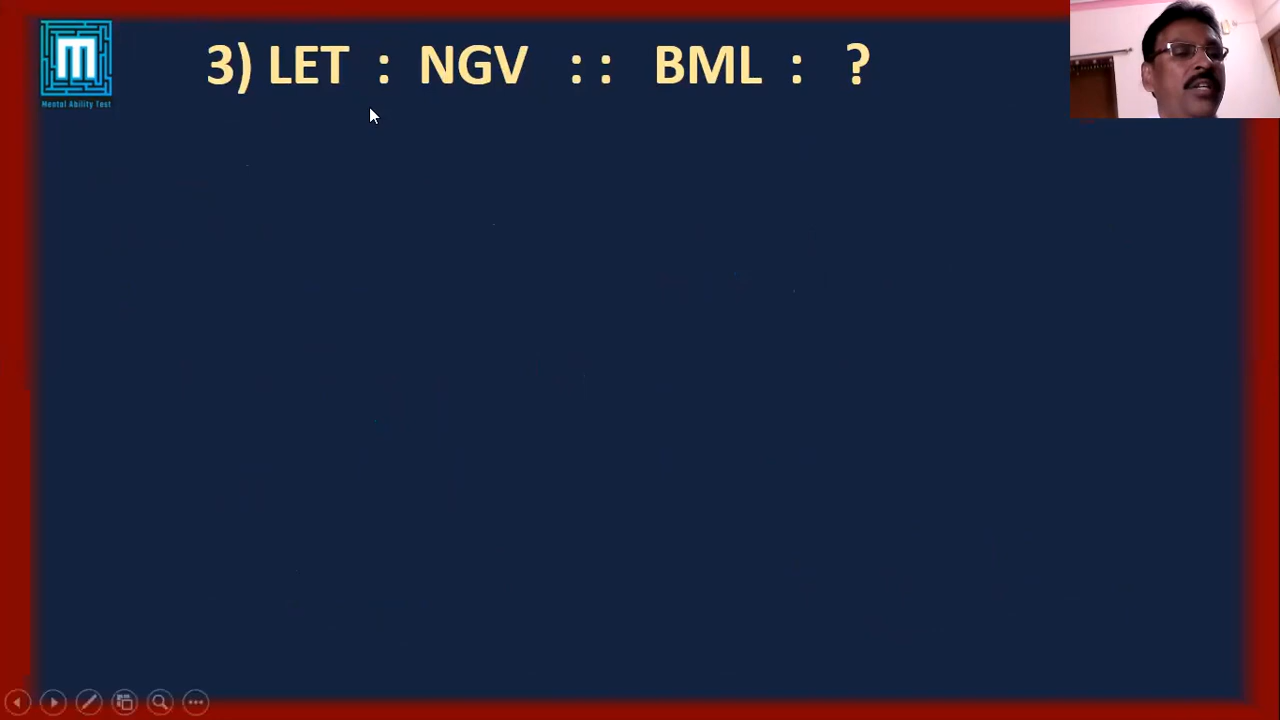 3) LET : NGV : : BML : ?
M
Mental Ability Test